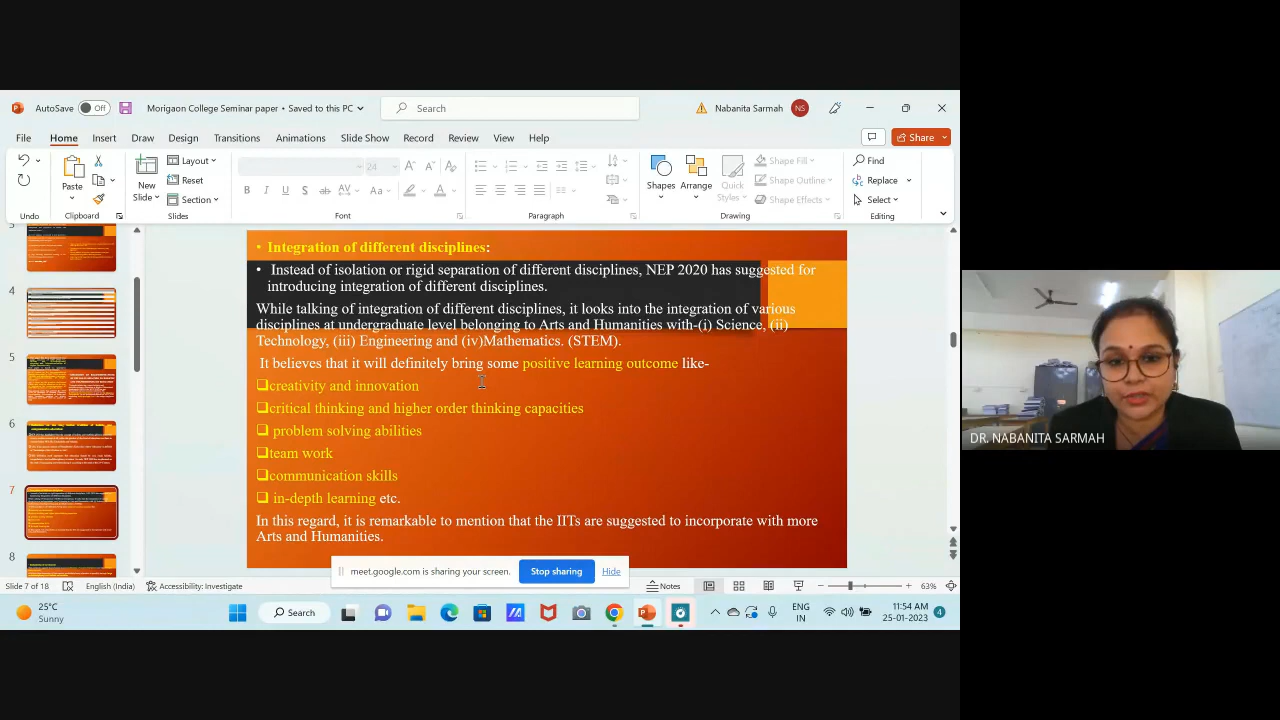 AutoSave Off Morigaon College Seminar paper • Saved to this PC Search Nabanita Sarmah NS
File Home Insert Draw Design Transitions Animations Slide Show Record Review View Help Share
Paste New Slide Layout Reset Section 24 Shapes Arrange Quick Styles Shape Fill Shape Outline Shape Effects Find Replace Select
Undo Clipboard Slides Font Paragraph Drawing Editing
4
5
6
7
8
• Integration of different disciplines:
• Instead of isolation or rigid separation of different disciplines, NEP 2020 has suggested for
introducing integration of different disciplines.
While talking of integration of different disciplines, it looks into the integration of various
disciplines at undergraduate level belonging to Arts and Humanities with-(i) Science, (ii)
Technology, (iii) Engineering and (iv)Mathematics. (STEM).
It believes that it will definitely bring some positive learning outcome like-
❑creativity and innovation
❑critical thinking and higher order thinking capacities
❑ problem solving abilities
❑team work
❑communication skills
❑ in-depth learning etc.
In this regard, it is remarkable to mention that the IITs are suggested to incorporate with more
Arts and Humanities.
meet.google.com is sharing your screen. Stop sharing Hide
Slide 7 of 18 English (India) Accessibility: Investigate Notes 63%
25°C
Sunny
Search
ENG
IN
11:54 AM
25-01-2023
4
DR. NABANITA SARMAH